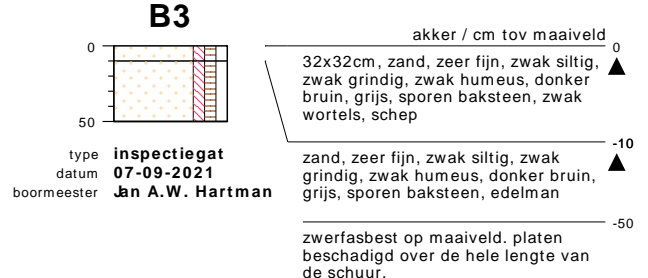 B3
akker / cm tov maaiveld
0
50
0
32x32cm, zand, zeer fijn, zwak siltig,
zwak grindig, zwak humeus, donker
bruin, grijs, sporen baksteen, zwak
wortels, schep
-10
zand, zeer fijn, zwak siltig, zwak
grindig, zwak humeus, donker bruin,
grijs, sporen baksteen, edelman
-50
zwerfasbest op maaiveld. platen
beschadigd over de hele lengte van
de schuur.
type inspectiegat
datum 07-09-2021
boormeester Jan A.W. Hartman